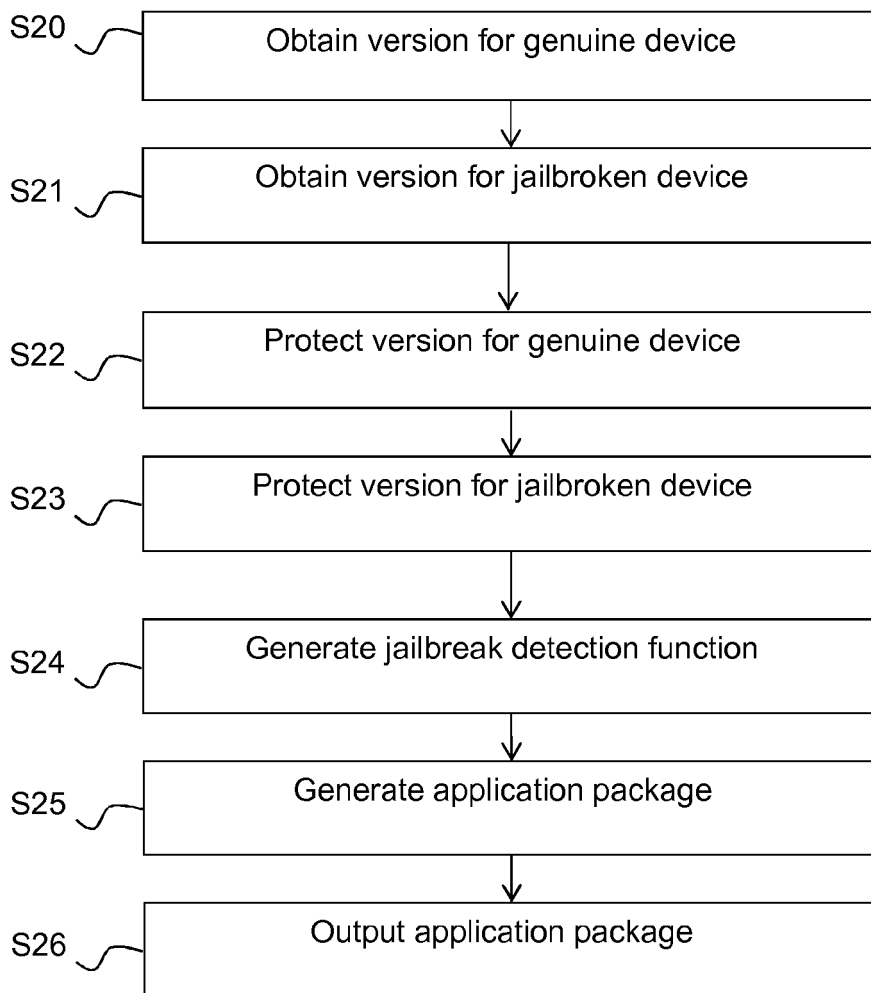 S20 Obtain version for genuine device
S21 Obtain version for jailbroken device
S22 Protect version for genuine device
S23 Protect version for jailbroken device
S24 Generate jailbreak detection function
S25 Generate application package
S26 Output application package